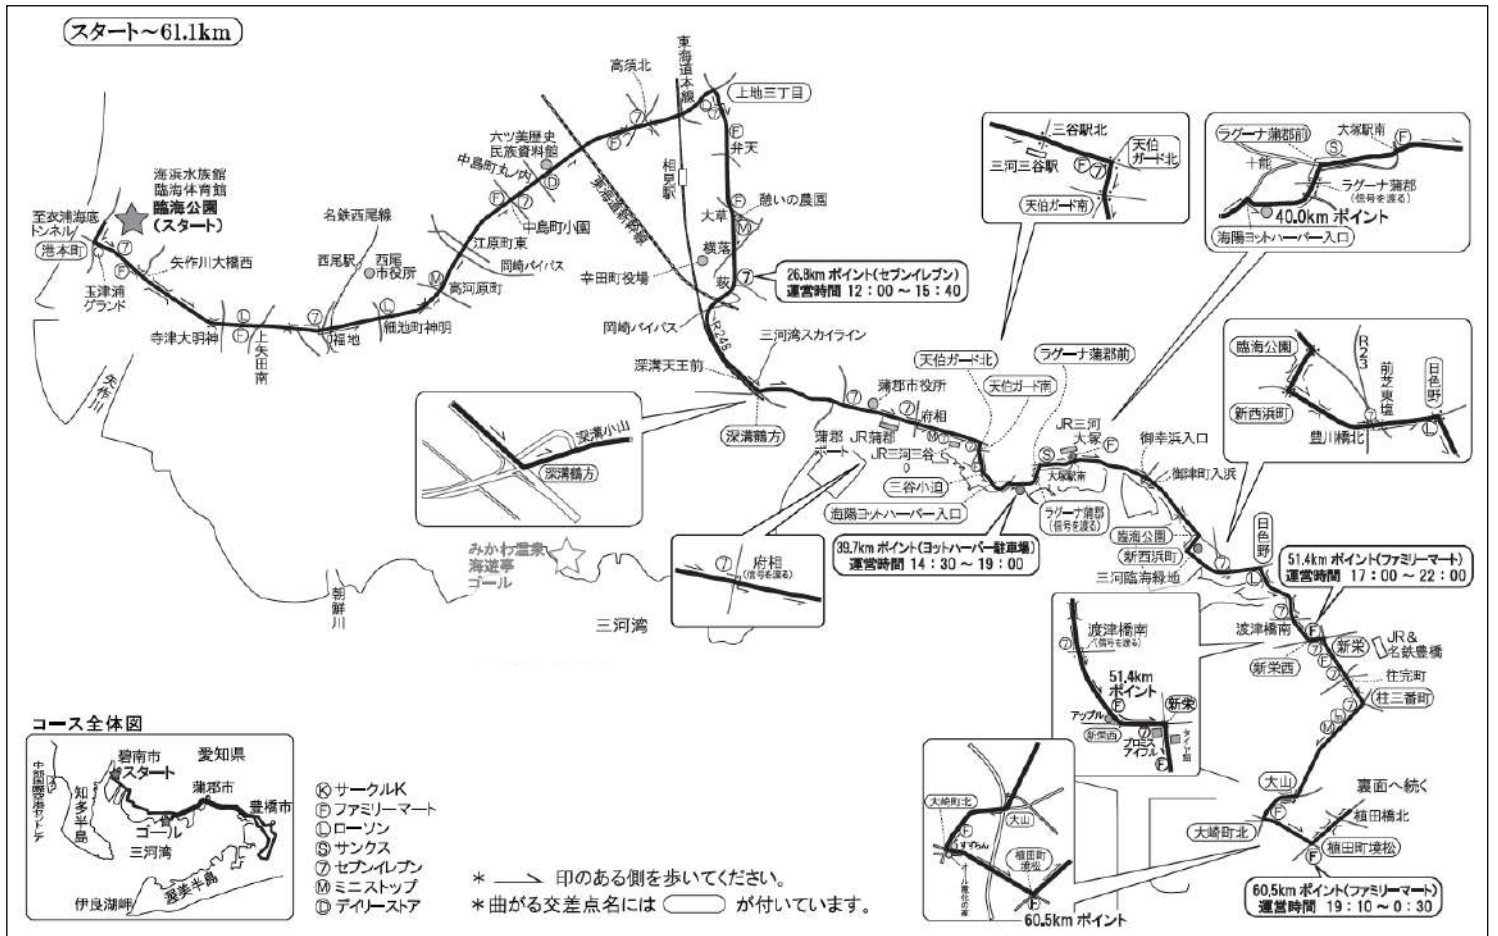 スタート～61.1km
海浜水族館
臨海体育館
臨海公園
(スタート)
至衣浦海底
トンネル
港本町
玉津浦
グランド
矢作川大橋西
矢作川
寺津大明神
上矢田南
名鉄西尾線
西尾駅
西尾
市役所
福地
細池町神明
高河原町
岡崎バイパス
江原町東
中島町小園
中島町丸ノ内
六ツ美歴史
民族資料館
東海道新幹線
高須北
東海道本線
相見駅
上地三丁目
弁天
憩いの農園
大草
横落
幸田町役場
荻
26.8kmポイント(セブンイレブン)
運営時間 12:00～15:40
岡崎バイパス
R248
三河湾スカイライン
深溝天王前
深溝鶴方
深溝小山
深溝鶴方
蒲郡市役所
府相
蒲郡
ボート
JR蒲郡
JR三河三谷
天伯ガード北
天伯ガード南
ラグーナ蒲郡前
三谷小迫
海陽ヨットハーバー入口
JR三河
大塚
大塚駅南
ラグーナ蒲郡
(信号を渡る)
39.7kmポイント(ヨットハーバー駐車場)
運営時間 14:30～19:00
府相
(信号を渡る)
三谷駅北
三河三谷駅
天伯
ガード北
天伯ガード南
ラグーナ蒲郡前
大塚駅南
十能
ラグーナ蒲郡
(信号を渡る)
40.0kmポイント
海陽ヨットハーバー入口
御幸浜入口
御津町入浜
臨海公園
新西浜町
三河臨海緑地
日色野
臨海公園
新西浜町
R23
前芝東塩
日色野
豊川橋北
51.4kmポイント(ファミリーマート)
運営時間 17:00～22:00
渡津橋南
新栄西
新栄
JR&
名鉄豊橋
往完町
柱三番町
渡津橋南
(信号を渡る)
51.4km
ポイント
アップル
新栄西
新栄
プロミス
アイフル
タイヤ館
大山
裏面へ続く
植田橋北
大崎町北
植田町境松
60.5kmポイント(ファミリーマート)
運営時間 19:10～0:30
大崎町北
大山
すずらん
植田町
境松
60.5kmポイント
みかわ温泉
海遊亭
ゴール
朝鮮川
三河湾
コース全体図
碧南市
スタート
愛知県
蒲郡市
豊橋市
知多半島
中部国際空港セントレア
ゴール
三河湾
渥美半島
伊良湖岬
ⓀサークルK
Ⓕファミリーマート
Ⓛローソン
Ⓢサンクス
⑦セブンイレブン
Ⓜミニストップ
Ⓓデイリーストア
＊ 印のある側を歩いてください。
＊曲がる交差点名には が付いています。